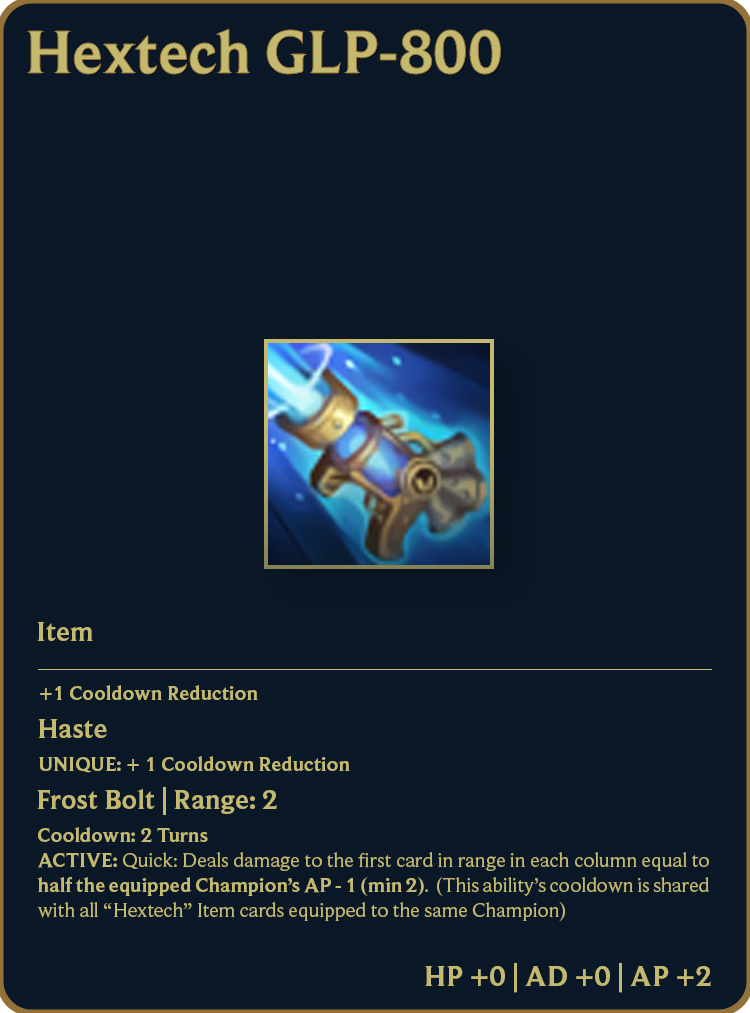 Hextech GLP-800
Item
+1 Cooldown Reduction
Haste
UNIQUE: + 1 Cooldown Reduction
Frost Bolt | Range: 2
Cooldown: 2 Turns
ACTIVE: Quick: Deals damage to the first card in range in each column equal to
half the equipped Champion’s AP - 1 (min 2). (This ability’s cooldown is shared
with all “Hextech” Item cards equipped to the same Champion)
HP +0 | AD +0 | AP +2